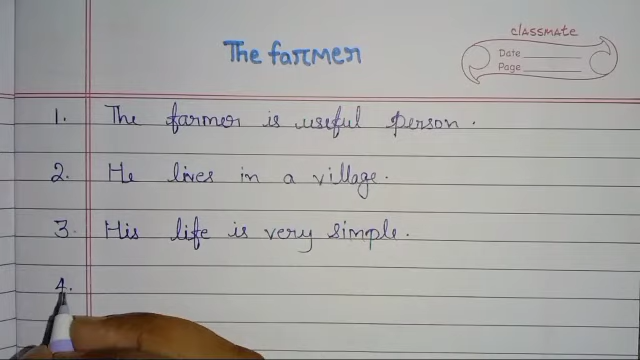 The farmer
classmate
Date
Page
1. The farmer is useful person.
2. He lives in a village.
3. His life is very simple.
4.